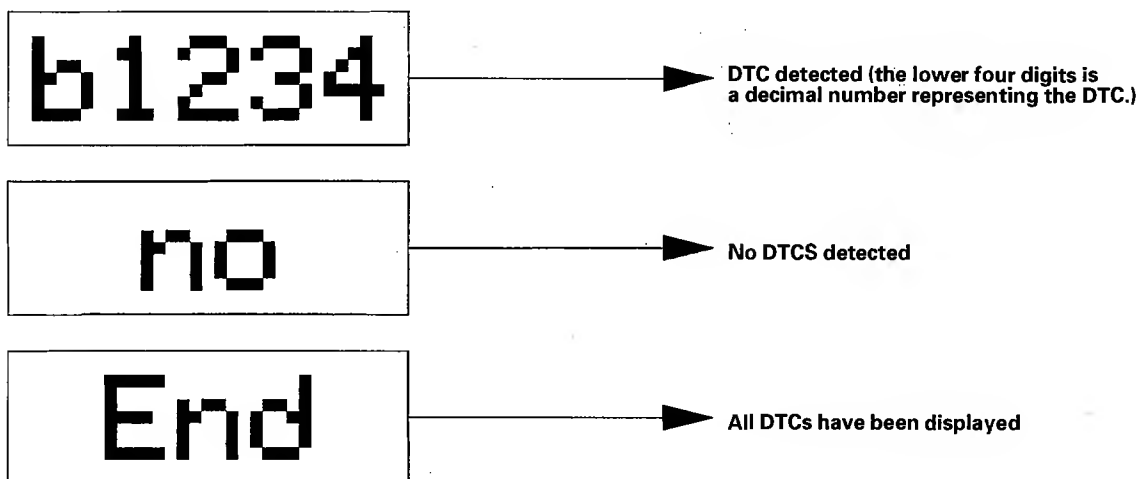 b1234
DTC detected (the lower four digits is
a decimal number representing the DTC.)
no
No DTCS detected
End
All DTCs have been displayed